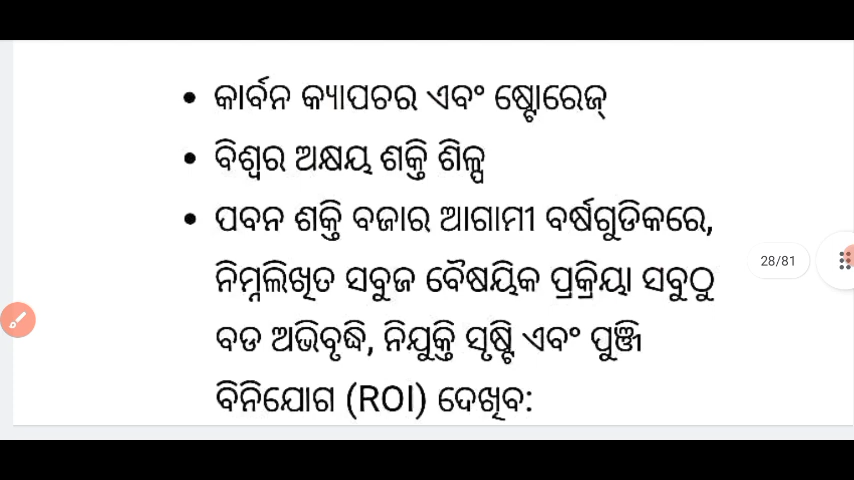 • କାର୍ବନ କ୍ୟାପଚର ଏବଂ ଷ୍ଟୋରେଜ୍
• ବିଶ୍ୱର ଅକ୍ଷୟ ଶକ୍ତି ଶିଳ୍ପ
• ପବନ ଶକ୍ତି ବଜାର ଆଗାମୀ ବର୍ଷଗୁଡିକରେ,
ନିମ୍ନଲିଖିତ ସବୁଜ ବୈଷୟିକ ପ୍ରକ୍ରିୟା ସବୁଠୁ
ବଡ ଅଭିବୃଦ୍ଧି, ନିଯୁକ୍ତି ସୃଷ୍ଟି ଏବଂ ପୁଞ୍ଜି
ବିନିଯୋଗ (ROI) ଦେଖିବ:
28/81